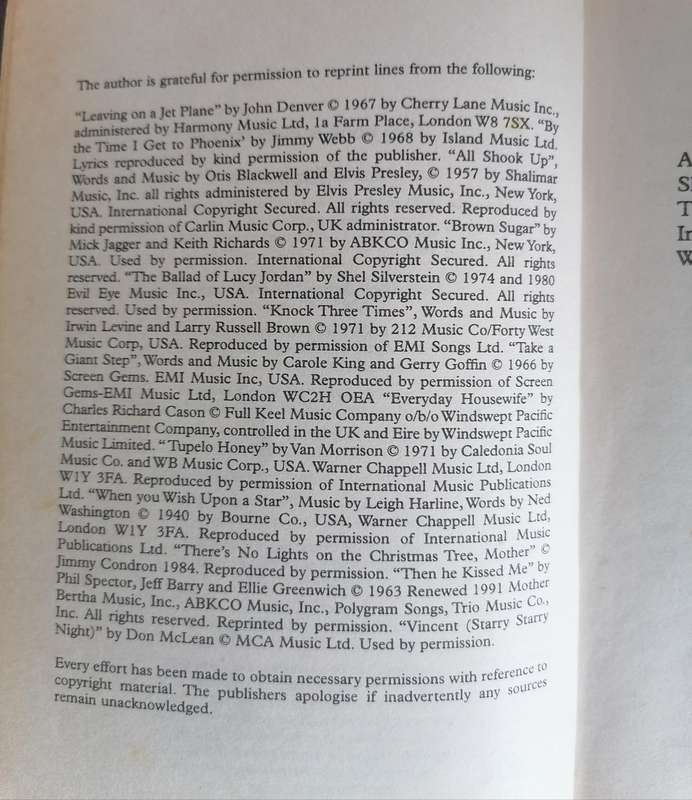 The author is grateful for permission to reprint lines from the following:
“Leaving on a Jet Plane” by John Denver © 1967 by Cherry Lane Music Inc.,
administered by Harmony Music Ltd, 1a Farm Place, London W8 7SX. “By
the Time I Get to Phoenix’ by Jimmy Webb © 1968 by Island Music Ltd.
Lyrics reproduced by kind permission of the publisher. “All Shook Up”,
Words and Music by Otis Blackwell and Elvis Presley, © 1957 by Shalimar
Music, Inc. all rights administered by Elvis Presley Music, Inc., New York,
USA. International Copyright Secured. All rights reserved. Reproduced by
kind permission of Carlin Music Corp., UK administrator. “Brown Sugar” by
Mick Jagger and Keith Richards © 1971 by ABKCO Music Inc., New York,
USA. Used by permission. International Copyright Secured. All rights
reserved. “The Ballad of Lucy Jordan” by Shel Silverstein © 1974 and 1980
Evil Eye Music Inc., USA. International Copyright Secured. All rights
reserved. Used by permission. “Knock Three Times”, Words and Music by
Irwin Levine and Larry Russell Brown © 1971 by 212 Music Co/Forty West
Music Corp, USA. Reproduced by permission of EMI Songs Ltd. “Take a
Giant Step”, Words and Music by Carole King and Gerry Goffin © 1966 by
Screen Gems. EMI Music Inc, USA. Reproduced by permission of Screen
Gems-EMI Music Ltd, London WC2H OEA “Everyday Housewife” by
Charles Richard Cason © Full Keel Music Company o/b/o Windswept Pacific
Entertainment Company, controlled in the UK and Eire by Windswept Pacific
Music Limited. “Tupelo Honey” by Van Morrison © 1971 by Caledonia Soul
Music Co. and WB Music Corp., USA. Warner Chappell Music Ltd, London
W1Y 3FA. Reproduced by permission of International Music Publications
Ltd. “When you Wish Upon a Star”, Music by Leigh Harline, Words by Ned
Washington © 1940 by Bourne Co., USA, Warner Chappell Music Ltd,
London W1Y 3FA. Reproduced by permission of International Music
Publications Ltd. “There’s No Lights on the Christmas Tree, Mother” ©
Jimmy Condron 1984. Reproduced by permission. “Then he Kissed Me” by
Phil Spector, Jeff Barry and Ellie Greenwich © 1963 Renewed 1991 Mother
Bertha Music, Inc., ABKCO Music, Inc., Polygram Songs, Trio Music Co.,
Inc. All rights reserved. Reprinted by permission. “Vincent (Starry Starry
Night)” by Don McLean © MCA Music Ltd. Used by permission.
Every effort has been made to obtain necessary permissions with reference to
copyright material. The publishers apologise if inadvertently any sources
remain unacknowledged.